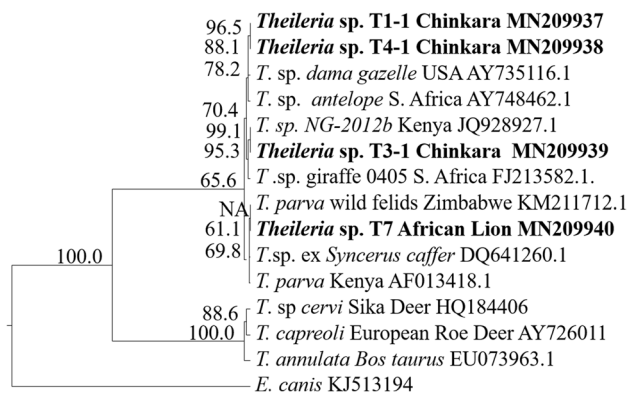 96.5 Theileria sp. T1-1 Chinkara MN209937
88.1 Theileria sp. T4-1 Chinkara MN209938
78.2 T. sp. dama gazelle USA AY735116.1
T. sp. antelope S. Africa AY748462.1
70.4
T. sp. NG-2012b Kenya JQ928927.1
99.1
95.3 Theileria sp. T3-1 Chinkara MN209939
65.6 T .sp. giraffe 0405 S. Africa FJ213582.1.
T. parva wild felids Zimbabwe KM211712.1
NA
61.1 Theileria sp. T7 African Lion MN209940
69.8 T.sp. ex Syncerus caffer DQ641260.1
100.0
T. parva Kenya AF013418.1
88.6 T. sp cervi Sika Deer HQ184406
100.0 T. capreoli European Roe Deer AY726011
T. annulata Bos taurus EU073963.1
E. canis KJ513194